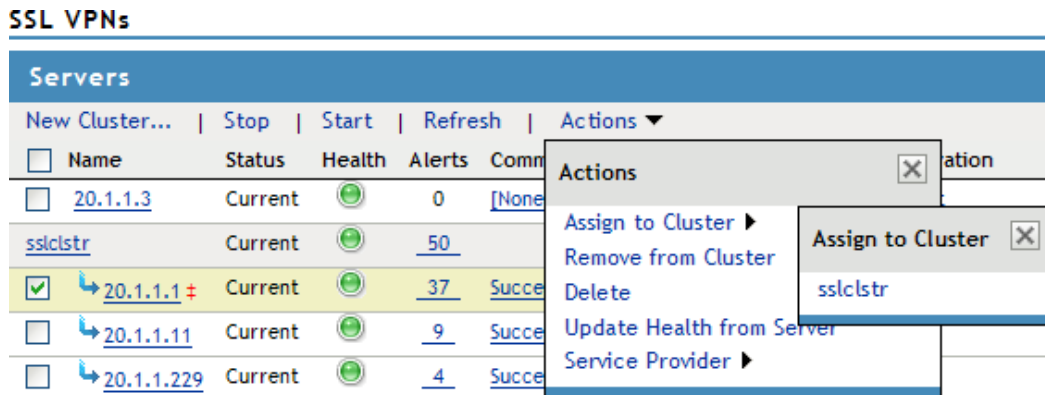 SSL VPNs
Servers
New Cluster... | Stop | Start | Refresh | Actions
Name Status Health Alerts Comm ation
20.1.1.3 Current 0 [None
sslclstr Current 50
20.1.1.1 ‡ Current 37 Succe
20.1.1.11 Current 9 Succe
20.1.1.229 Current 4 Succe
Actions
Assign to Cluster
Remove from Cluster
Delete
Update Health from Server
Service Provider
Assign to Cluster
sslclstr